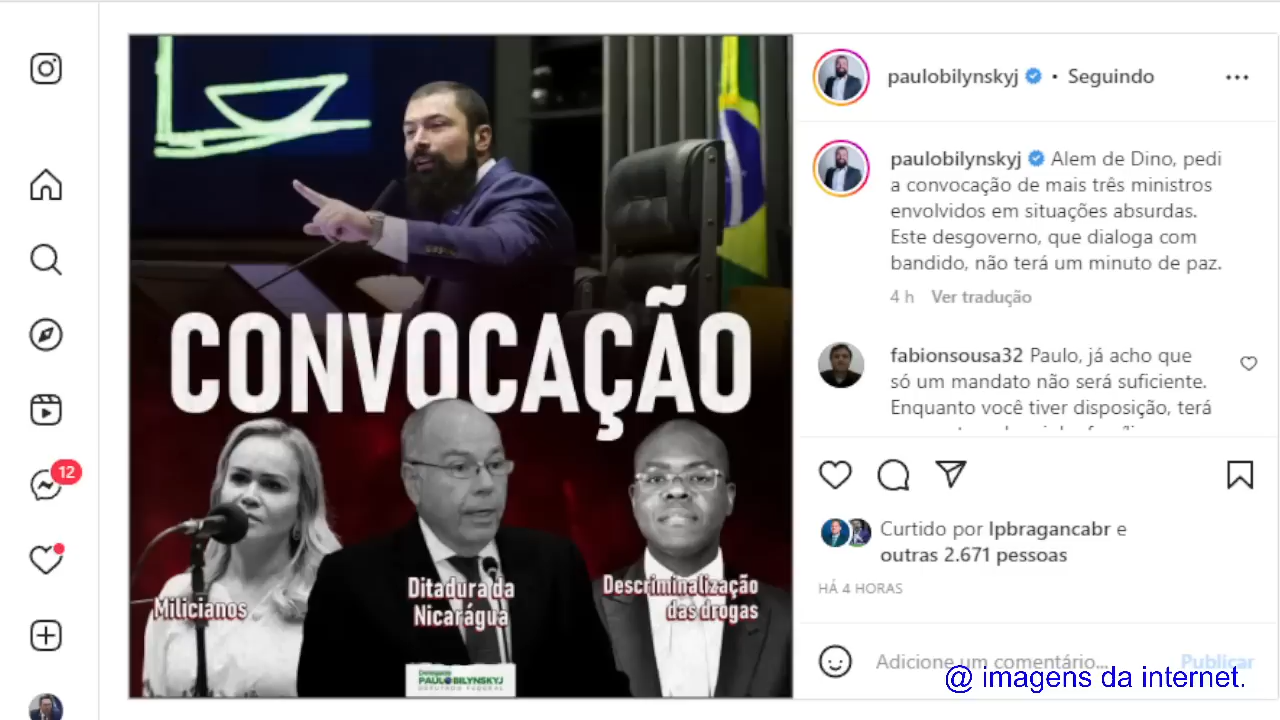 CONVOCAÇÃO
Milicianos
Ditadura da
Nicarágua
Descriminalização
das drogas
Delegado
PAULO BILYNSKYJ
DEPUTADO FEDERAL
12
paulobilynskyj • Seguindo
paulobilynskyj Alem de Dino, pedi
a convocação de mais três ministros
envolvidos em situações absurdas.
Este desgoverno, que dialoga com
bandido, não terá um minuto de paz.
4 h Ver tradução
fabionsousa32 Paulo, já acho que
só um mandato não será suficiente.
Enquanto você tiver disposição, terá
Curtido por lpbragancabr e
outras 2.671 pessoas
HÁ 4 HORAS
Adicione um comentário... Publicar
@ imagens da internet.